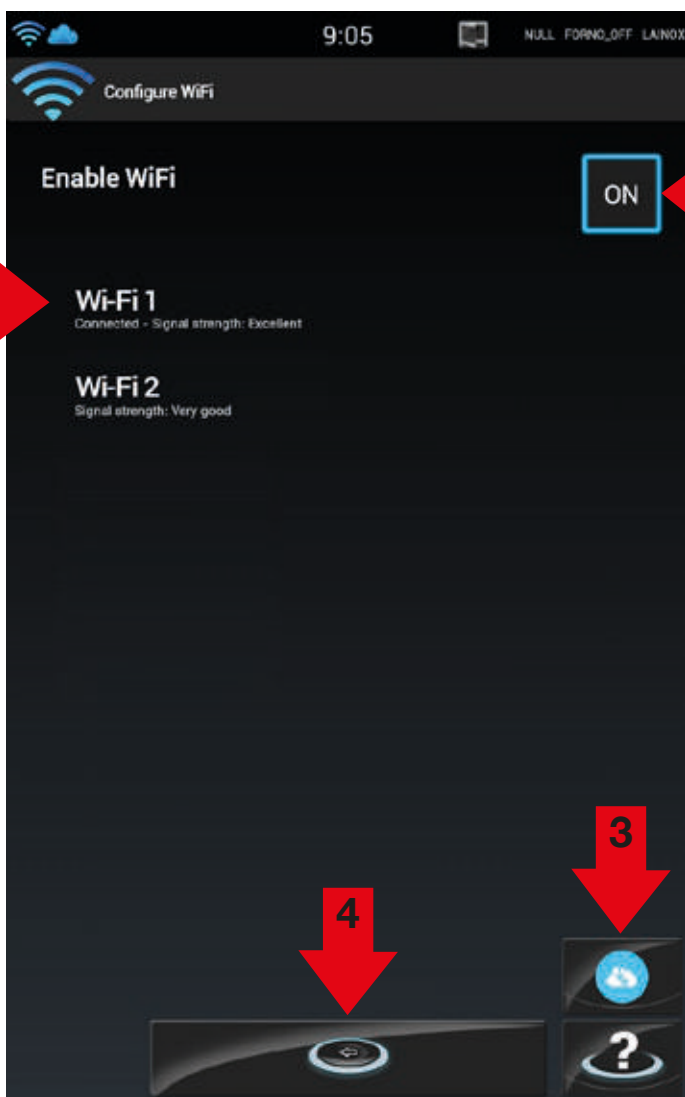 9:05 NULL FORNO_OFF LAINOX
Configure WiFi
Enable WiFi
ON
Wi-Fi 1
Connected - Signal strength: Excellent
Wi-Fi 2
Signal strength: Very good
3
4
?